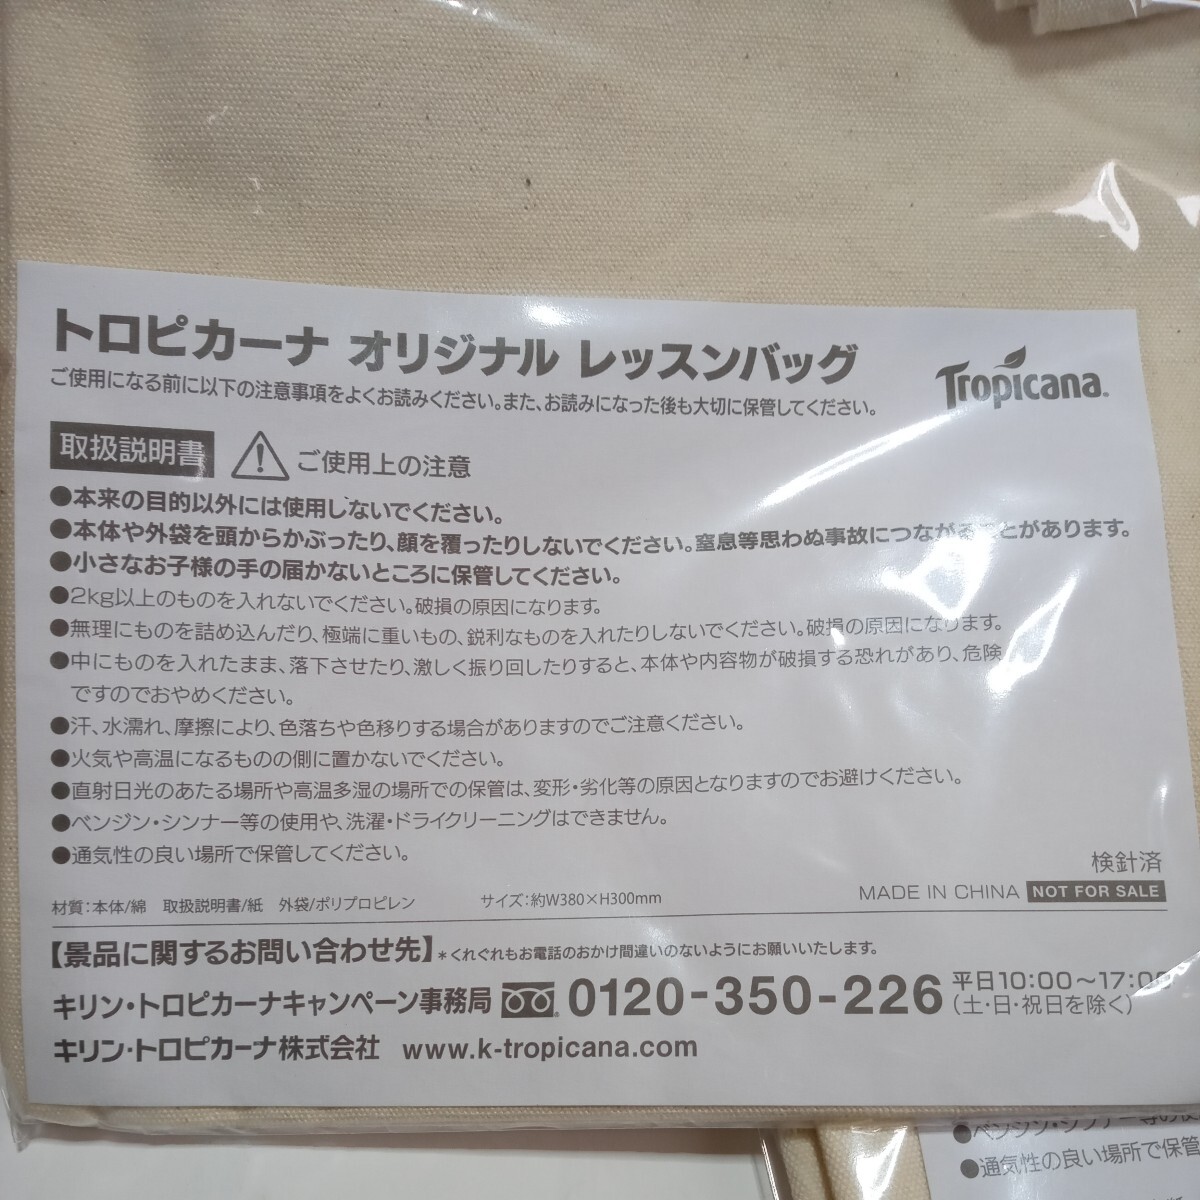 トロピカーナ オリジナル レッスンバッグ
Tropicana.
ご使用になる前に以下の注意事項をよくお読みください。また、お読みになった後も大切に保管してください。
取扱説明書 ご使用上の注意
●本来の目的以外には使用しないでください。
●本体や外袋を頭からかぶったり、顔を覆ったりしないでください。窒息等思わぬ事故につながることがあります。
●小さなお子様の手の届かないところに保管してください。
●2kg以上のものを入れないでください。破損の原因になります。
●無理にものを詰め込んだり、極端に重いもの、鋭利なものを入れたりしないでください。破損の原因になります。
●中にものを入れたまま、落下させたり、激しく振り回したりすると、本体や内容物が破損する恐れがあり、危険
ですのでおやめください。
●汗、水濡れ、摩擦により、色落ちや色移りする場合がありますのでご注意ください。
●火気や高温になるものの側に置かないでください。
●直射日光のあたる場所や高温多湿の場所での保管は、変形・劣化等の原因となりますのでお避けください。
●ベンジン・シンナー等の使用や、洗濯・ドライクリーニングはできません。
●通気性の良い場所で保管してください。
検針済
材質：本体/綿 取扱説明書/紙 外袋/ポリプロピレン サイズ：約W380×H300mm
MADE IN CHINA NOT FOR SALE
【景品に関するお問い合わせ先】＊くれぐれもお電話のおかけ間違いのないようにお願いいたします。
キリン・トロピカーナキャンペーン事務局 0120-350-226 平日10:00～17:00
（土・日・祝日を除く）
キリン・トロピカーナ株式会社 www.k-tropicana.com
●ベンジン・シンナー等の使
●通気性の良い場所で保管